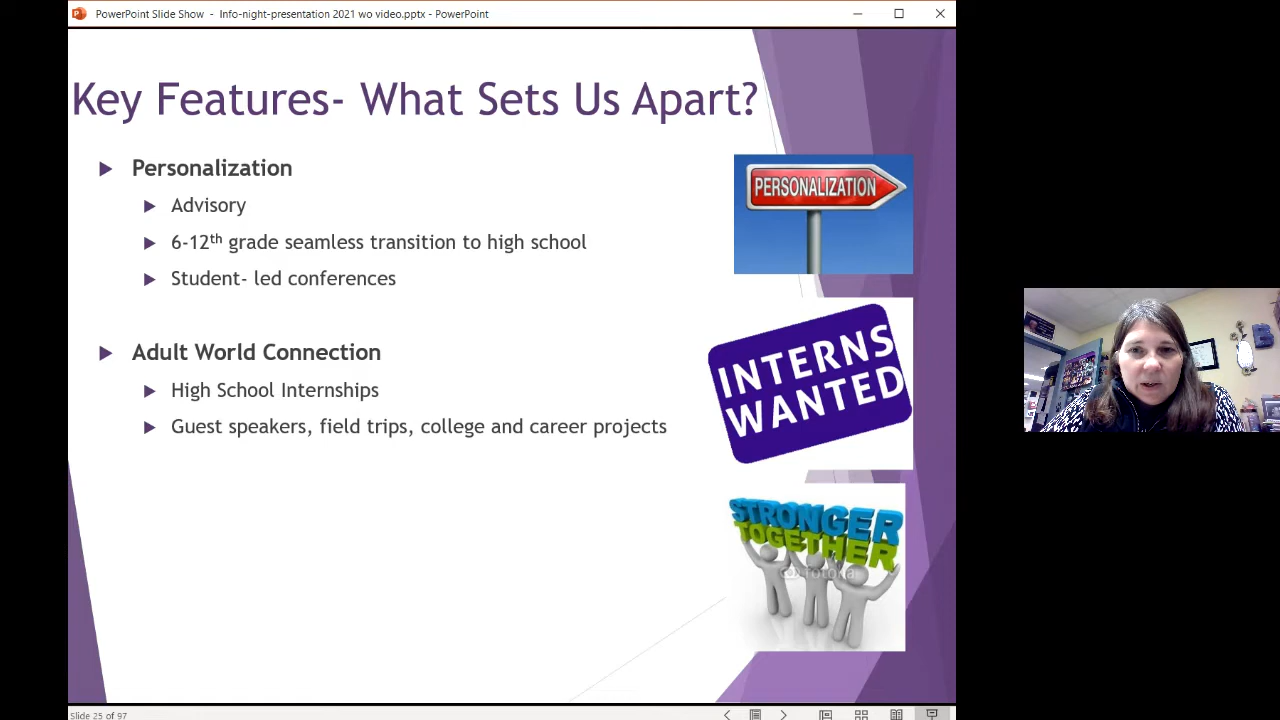 PowerPoint Slide Show - Info-night-presentation 2021 wo video.pptx - PowerPoint
Key Features- What Sets Us Apart?
Personalization
Advisory
6-12th grade seamless transition to high school
Student- led conferences
Adult World Connection
High School Internships
Guest speakers, field trips, college and career projects
PERSONALIZATION
INTERNS
WANTED
STRONGER
TOGETHER
fotolia
Slide 25 of 97